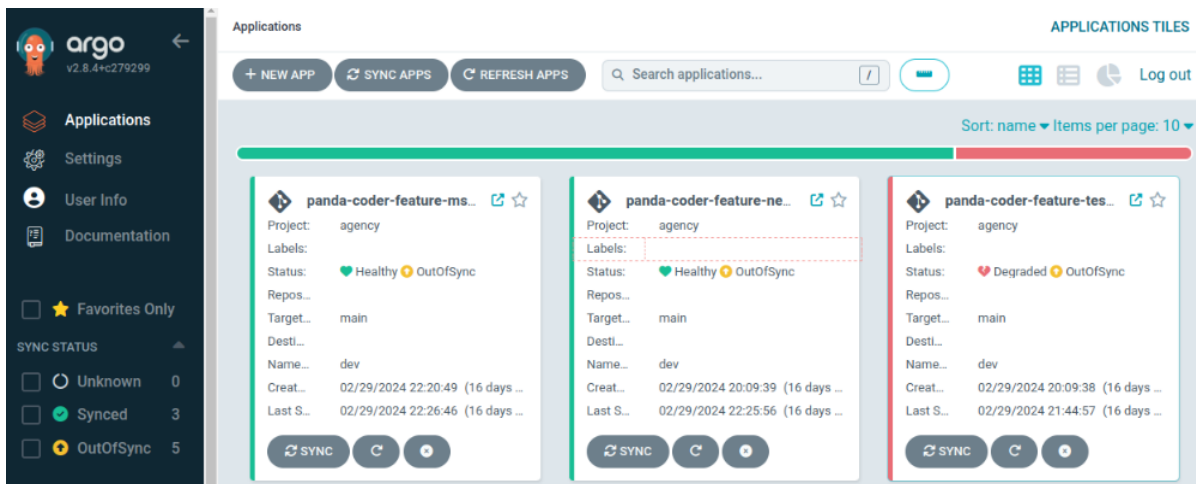 argo
v2.8.4+c279299
Applications
Settings
User Info
Documentation
Favorites Only
SYNC STATUS
Unknown 0
Synced 3
OutOfSync 5
Applications
APPLICATIONS TILES
+ NEW APP
SYNC APPS
REFRESH APPS
Search applications...
/
Log out
Sort: name
Items per page: 10
panda-coder-feature-ms...
Project: agency
Labels:
Status: Healthy OutOfSync
Repos...
Target... main
Desti...
Name... dev
Creat... 02/29/2024 22:20:49 (16 days ...
Last S... 02/29/2024 22:26:46 (16 days ...
SYNC
panda-coder-feature-ne...
Project: agency
Labels:
Status: Healthy OutOfSync
Repos...
Target... main
Desti...
Name... dev
Creat... 02/29/2024 20:09:39 (16 days ...
Last S... 02/29/2024 22:25:56 (16 days ...
SYNC
panda-coder-feature-tes...
Project: agency
Labels:
Status: Degraded OutOfSync
Repos...
Target... main
Desti...
Name... dev
Creat... 02/29/2024 20:09:38 (16 days ...
Last S... 02/29/2024 21:44:57 (16 days ...
SYNC